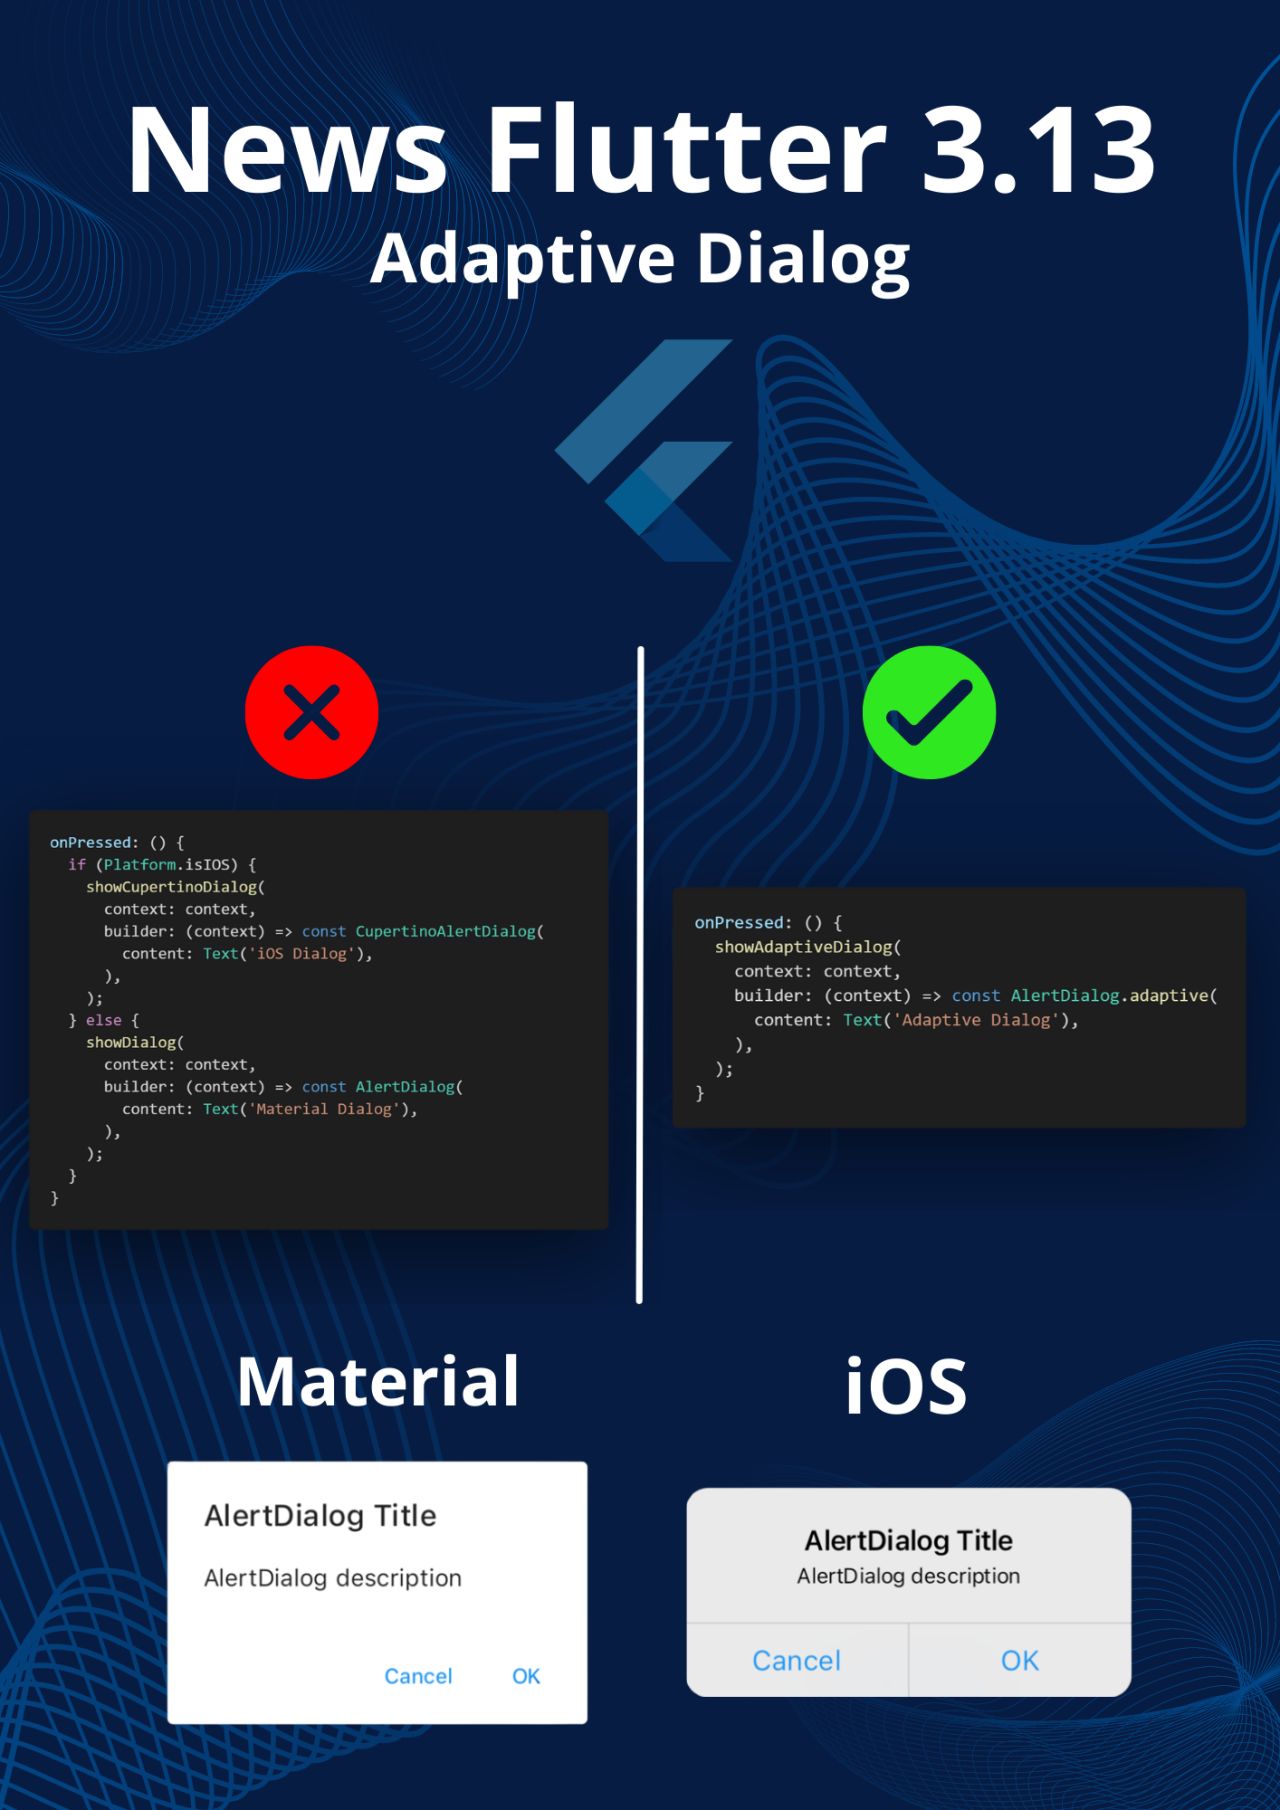 News Flutter 3.13
Adaptive Dialog
onPressed: () {
  if (Platform.isIOS) {
    showCupertinoDialog(
      context: context,
      builder: (context) => const CupertinoAlertDialog(
        content: Text('iOS Dialog'),
      ),
    );
  } else {
    showDialog(
      context: context,
      builder: (context) => const AlertDialog(
        content: Text('Material Dialog'),
      ),
    );
  }
}
onPressed: () {
  showAdaptiveDialog(
    context: context,
    builder: (context) => const AlertDialog.adaptive(
      content: Text('Adaptive Dialog'),
    ),
  );
}
Material
AlertDialog Title
AlertDialog description
Cancel OK
iOS
AlertDialog Title
AlertDialog description
Cancel OK